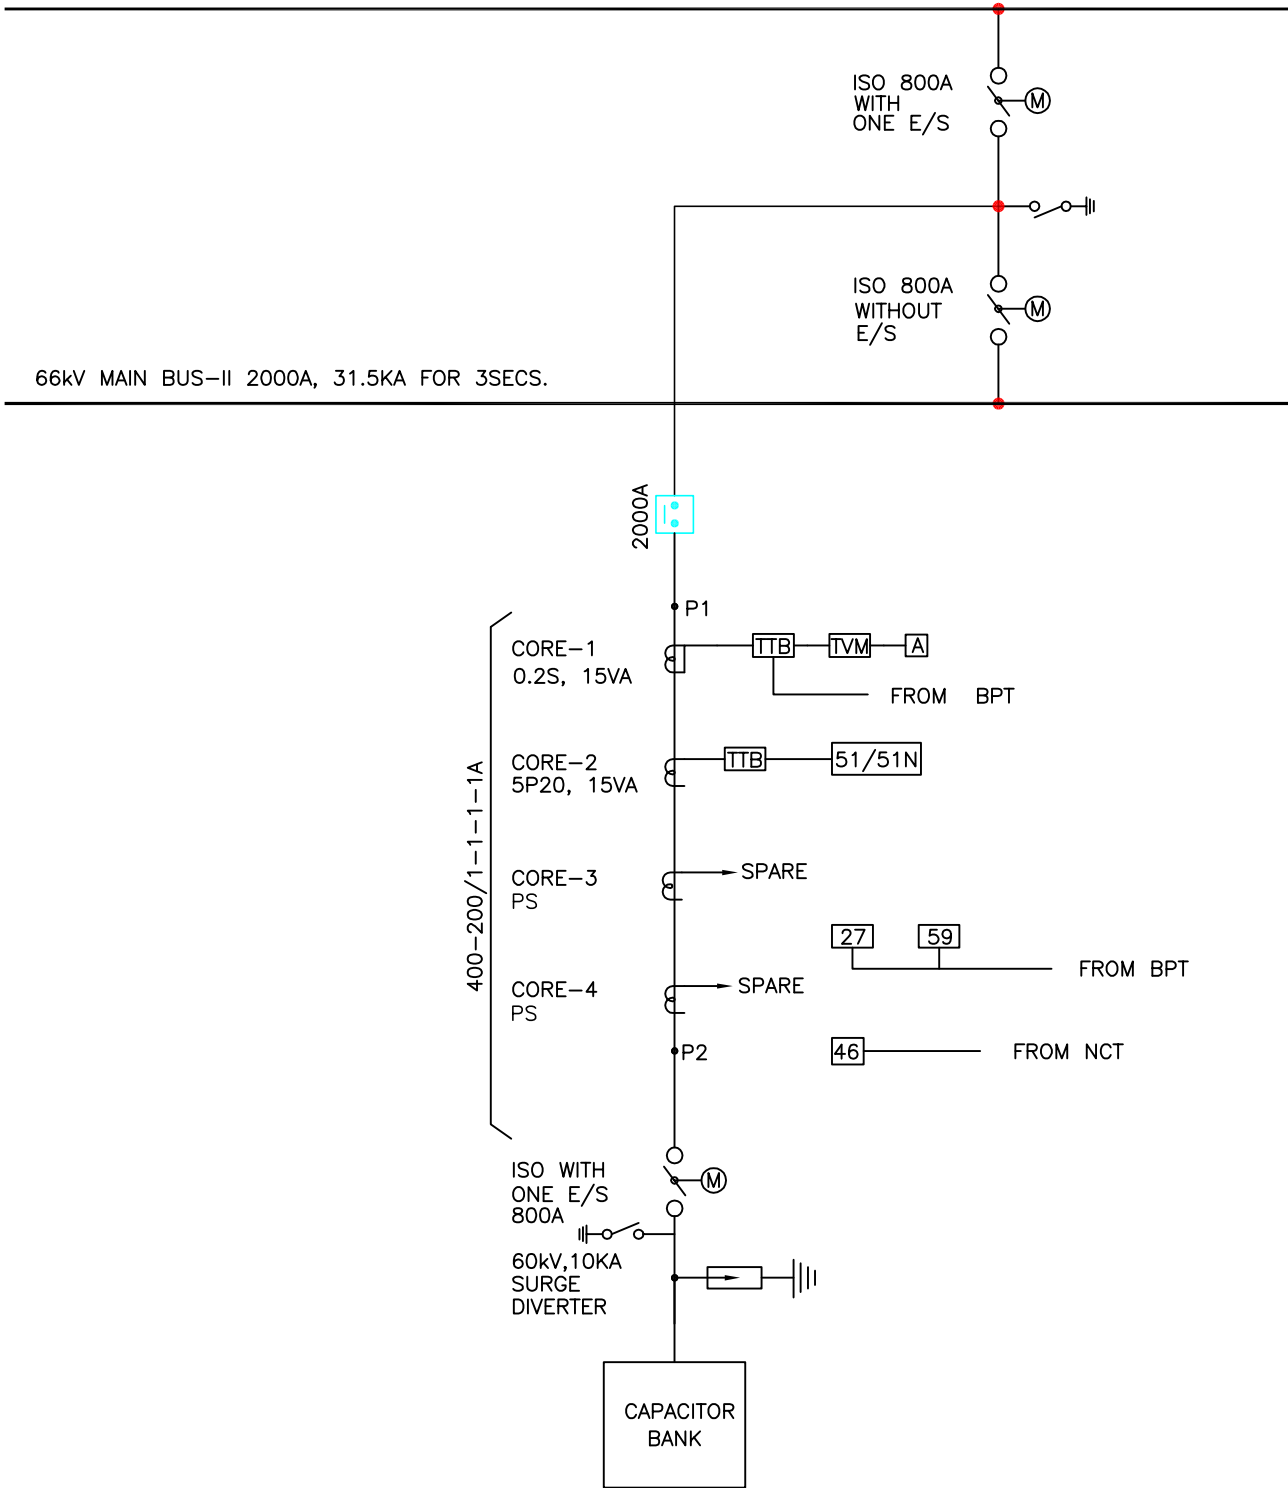 ISO 800A
WITH
ONE E/S
M
ISO 800A
WITHOUT
E/S
M
66kV MAIN BUS-II 2000A, 31.5KA FOR 3SECS.
2000A
P1
CORE-1
0.2S, 15VA
TTB
TVM
A
FROM BPT
CORE-2
5P20, 15VA
TTB
51/51N
400-200/1-1-1-1A
CORE-3
PS
SPARE
27
59
FROM BPT
CORE-4
PS
SPARE
P2
46
FROM NCT
ISO WITH
ONE E/S
800A
M
60kV,10KA
SURGE
DIVERTER
CAPACITOR
BANK